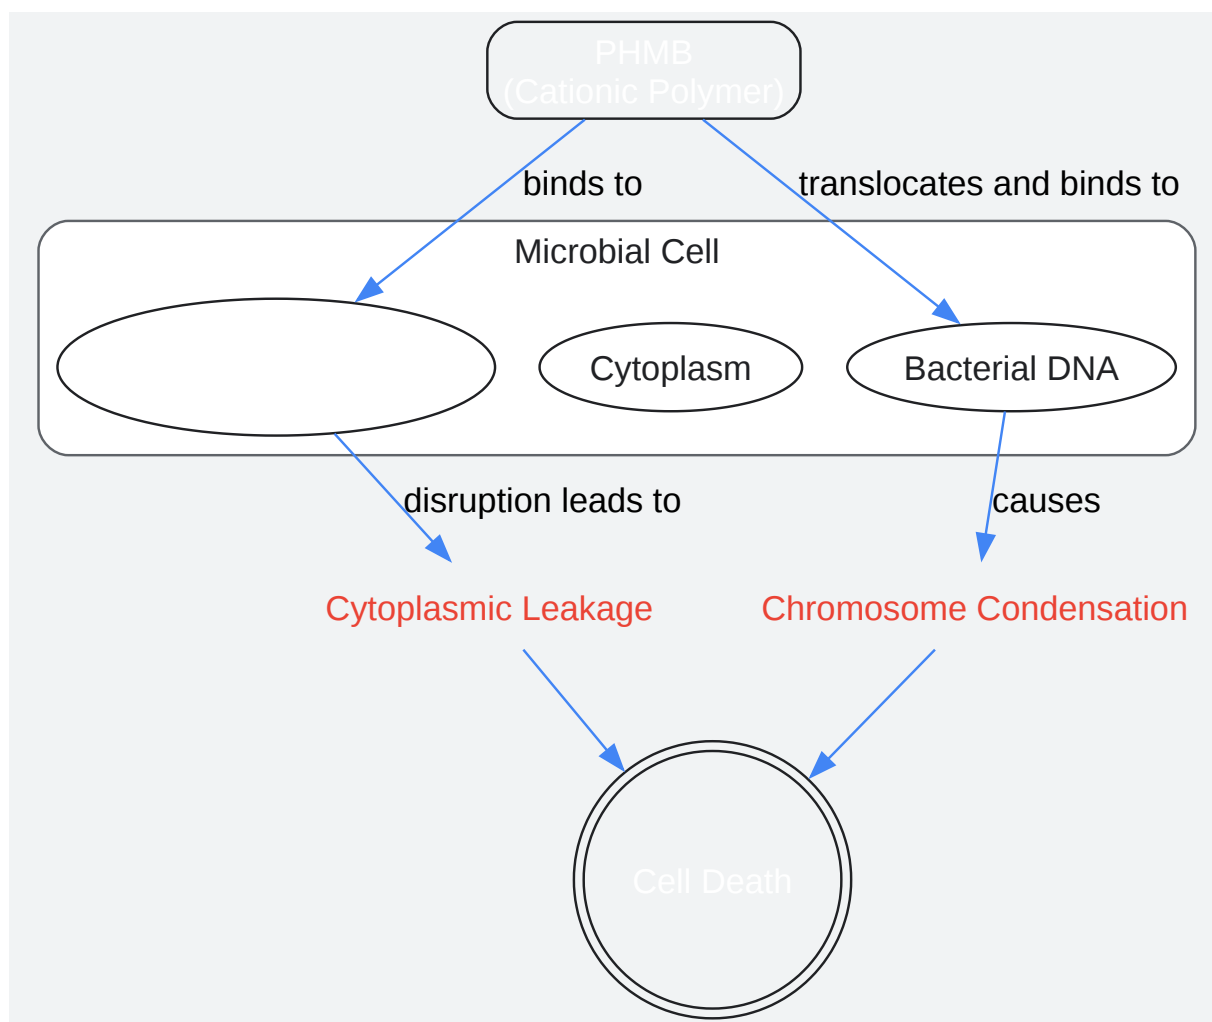 PHMB
(Cationic Polymer)
binds to
translocates and binds to
Microbial Cell
Cytoplasm
Bacterial DNA
disruption leads to
causes
Cytoplasmic Leakage
Chromosome Condensation
Cell Death